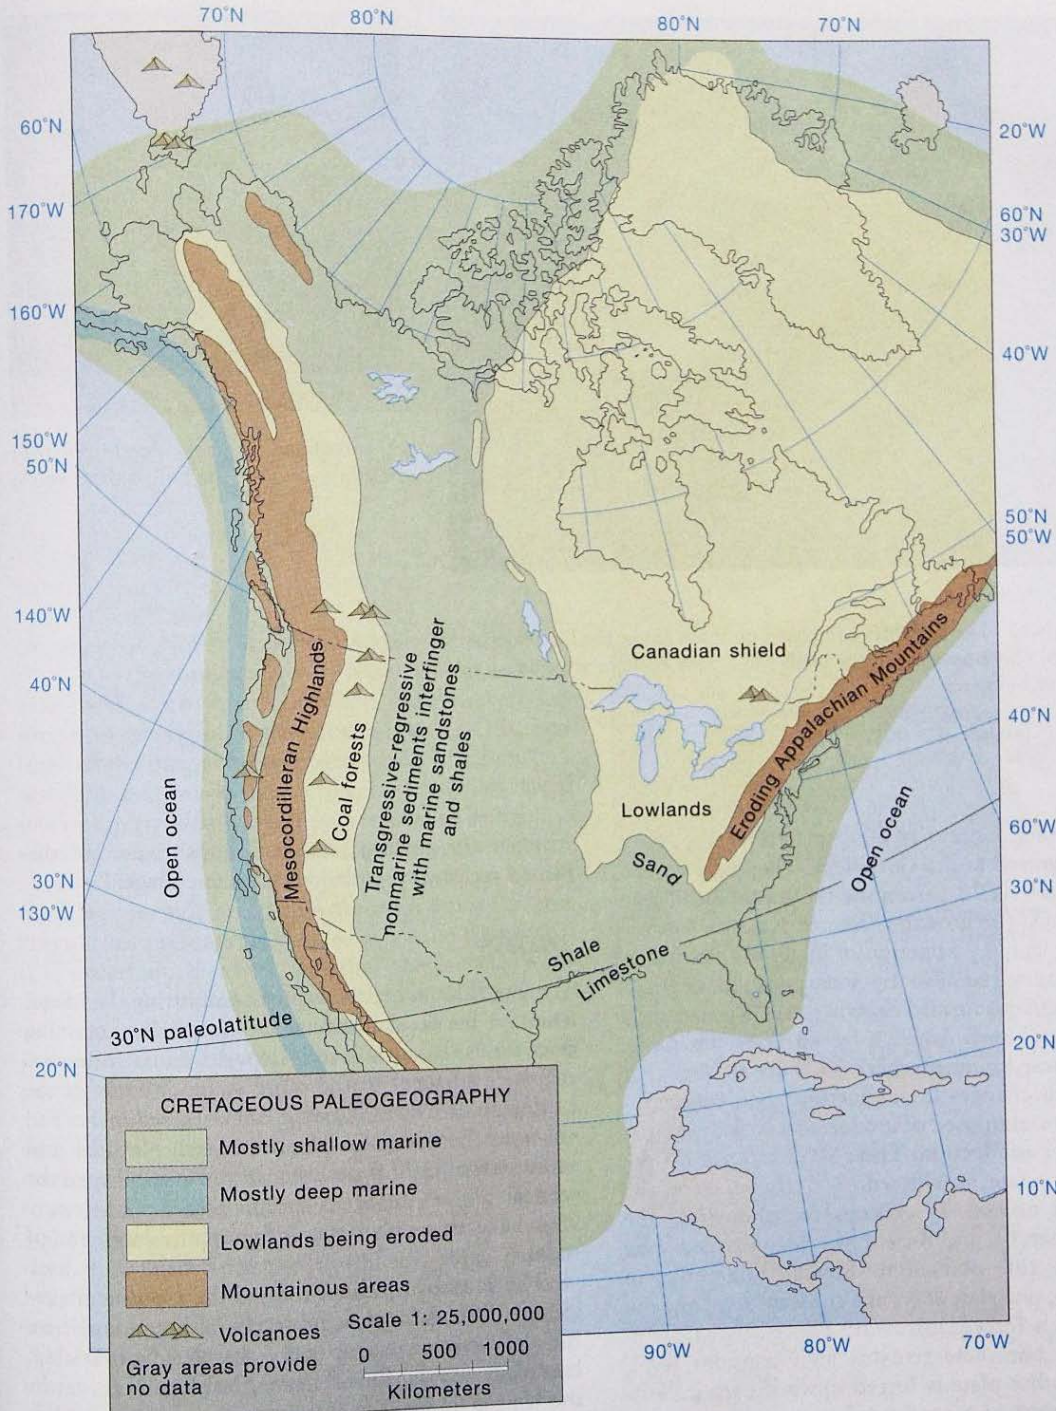 70°N
80°N
80°N
70°N
60°N
170°W
160°W
150°W
50°N
140°W
40°N
30°N
130°W
20°N
20°W
60°N
30°W
40°W
50°N
50°W
40°N
60°W
30°N
20°N
10°N
90°W
80°W
70°W
Canadian shield
Eroding Appalachian Mountains
Lowlands
Sand
Open ocean
Mesocordilleran Highlands
Coal forests
Transgressive-regressive
nonmarine sediments interfinger
with marine sandstones
and shales
Open ocean
Shale
Limestone
30°N paleolatitude
CRETACEOUS PALEOGEOGRAPHY
Mostly shallow marine
Mostly deep marine
Lowlands being eroded
Mountainous areas
Volcanoes
Scale 1: 25,000,000
Gray areas provide
no data
0 500 1000
Kilometers